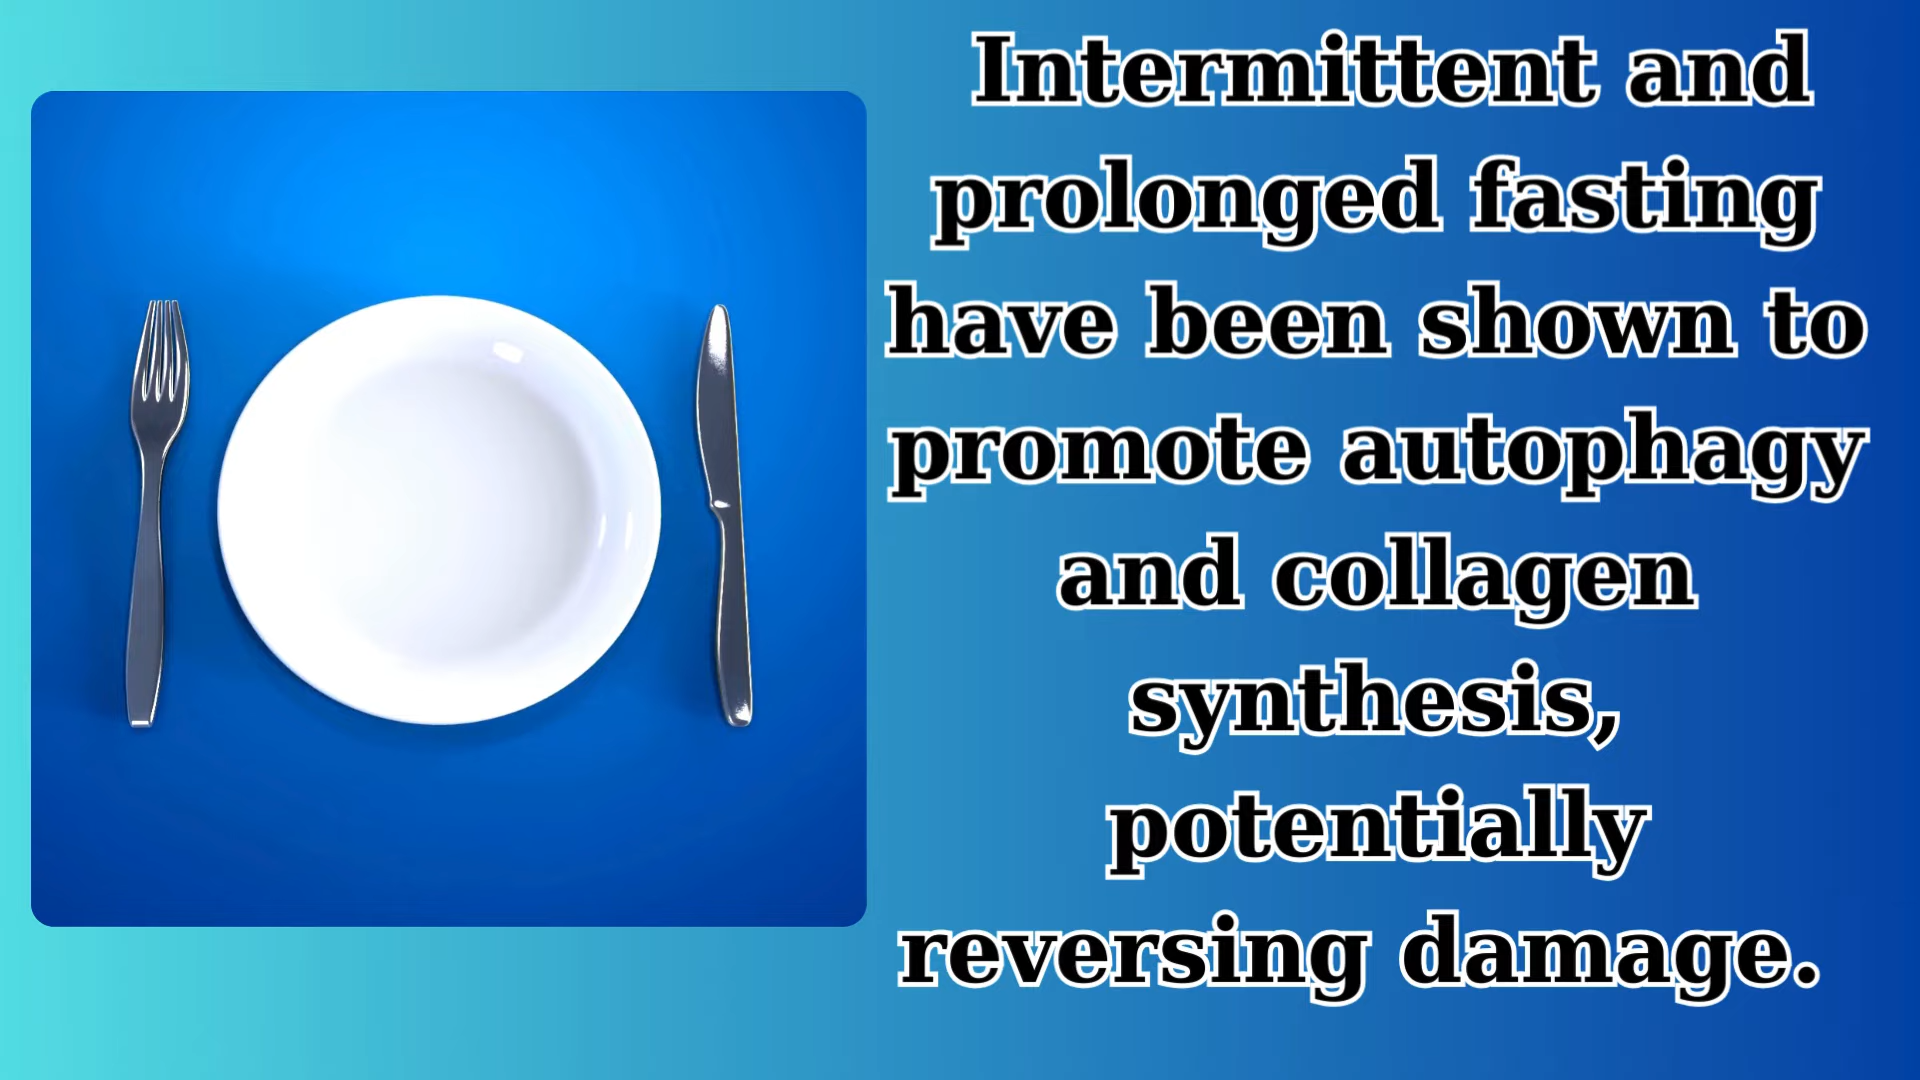 Intermittent and
prolonged fasting
have been shown to
promote autophagy
and collagen
synthesis,
potentially
reversing damage.